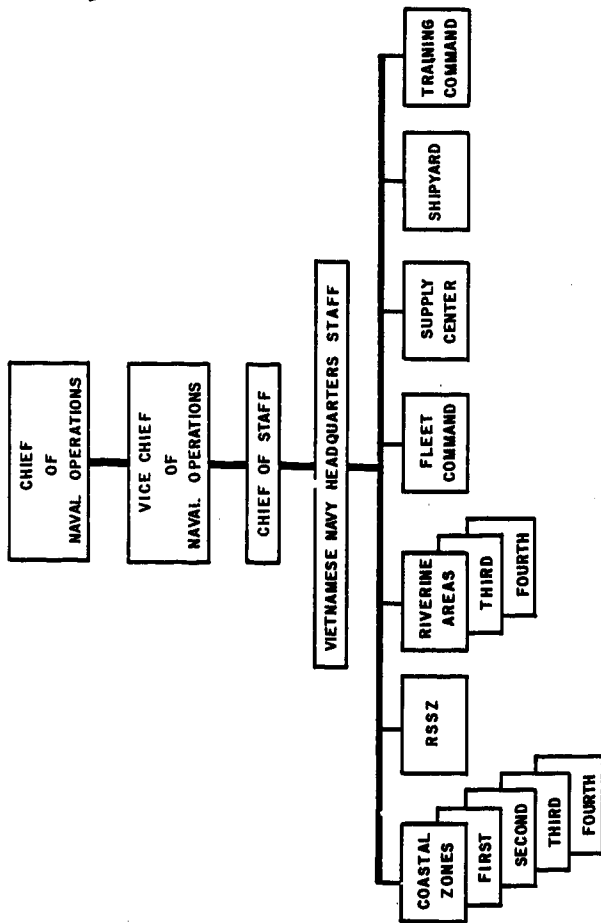 CHIEF
OF
NAVAL OPERATIONS
VICE CHIEF
OF
NAVAL OPERATIONS
CHIEF OF STAFF
VIETNAMESE NAVY HEADQUARTERS STAFF
COASTAL
ZONES
FIRST
SECOND
THIRD
FOURTH
RSSZ
RIVERINE
AREAS
THIRD
FOURTH
FLEET
COMMAND
SUPPLY
CENTER
SHIPYARD
TRAINING
COMMAND